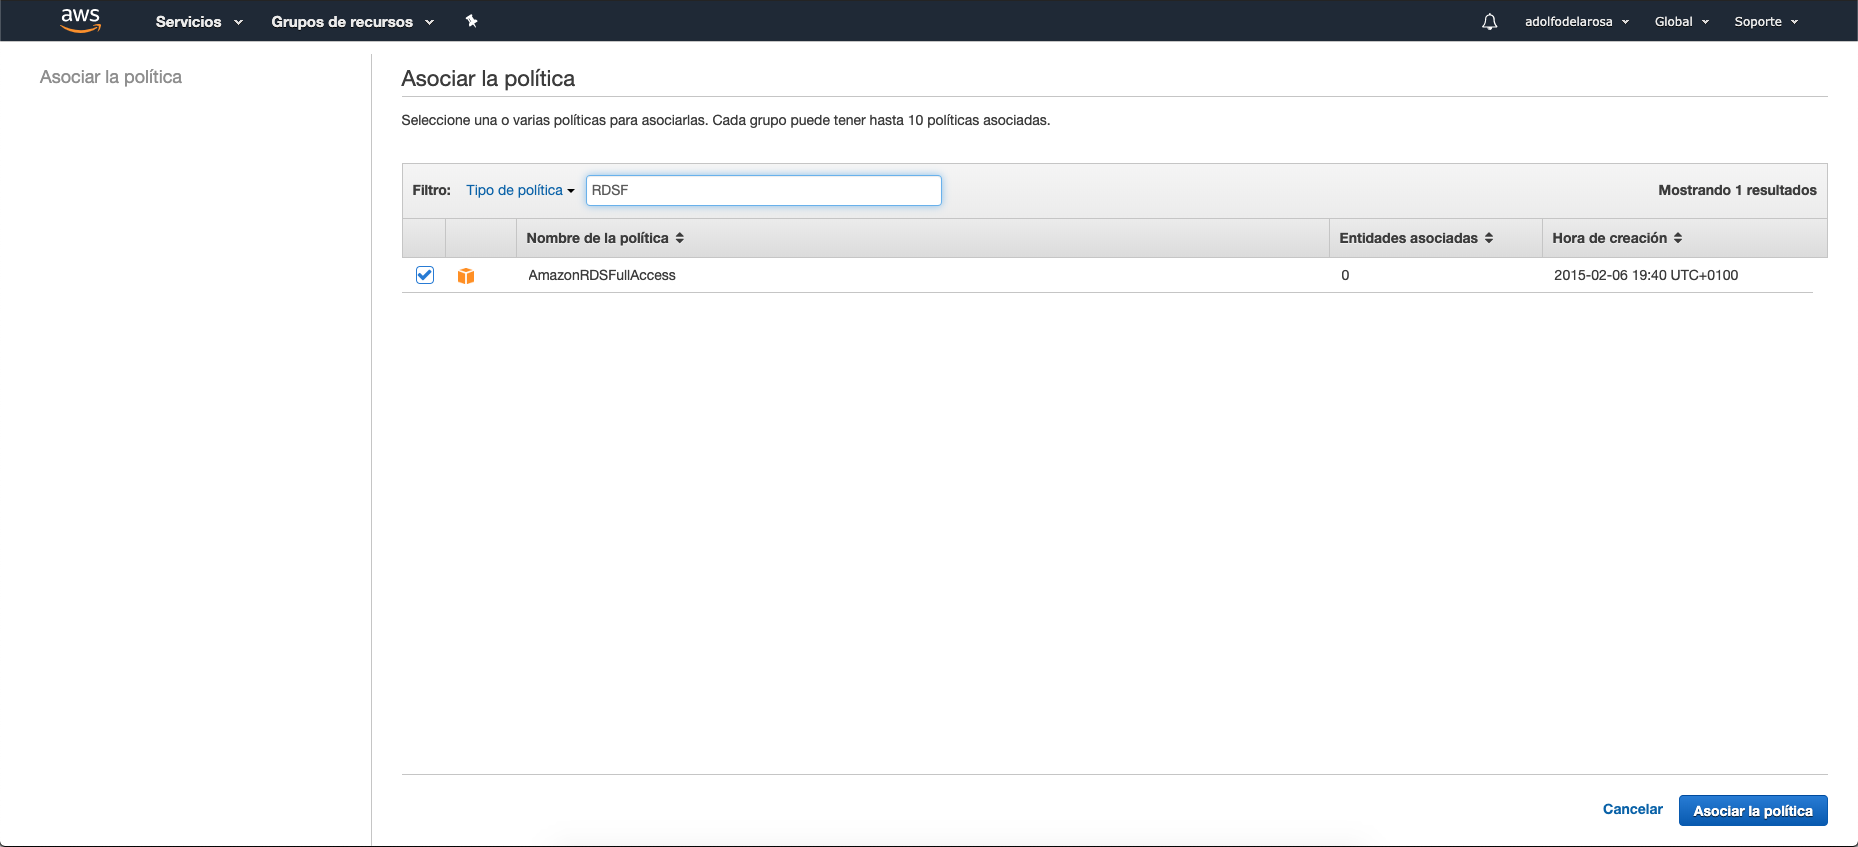 aws Servicios Grupos de recursos adolfodelarosa Global Soporte
Asociar la política
Asociar la política
Seleccione una o varias políticas para asociarlas. Cada grupo puede tener hasta 10 políticas asociadas.
Filtro: Tipo de política RDSF Mostrando 1 resultados
Nombre de la política Entidades asociadas Hora de creación
AmazonRDSFullAccess 0 2015-02-06 19:40 UTC+0100
Cancelar Asociar la política